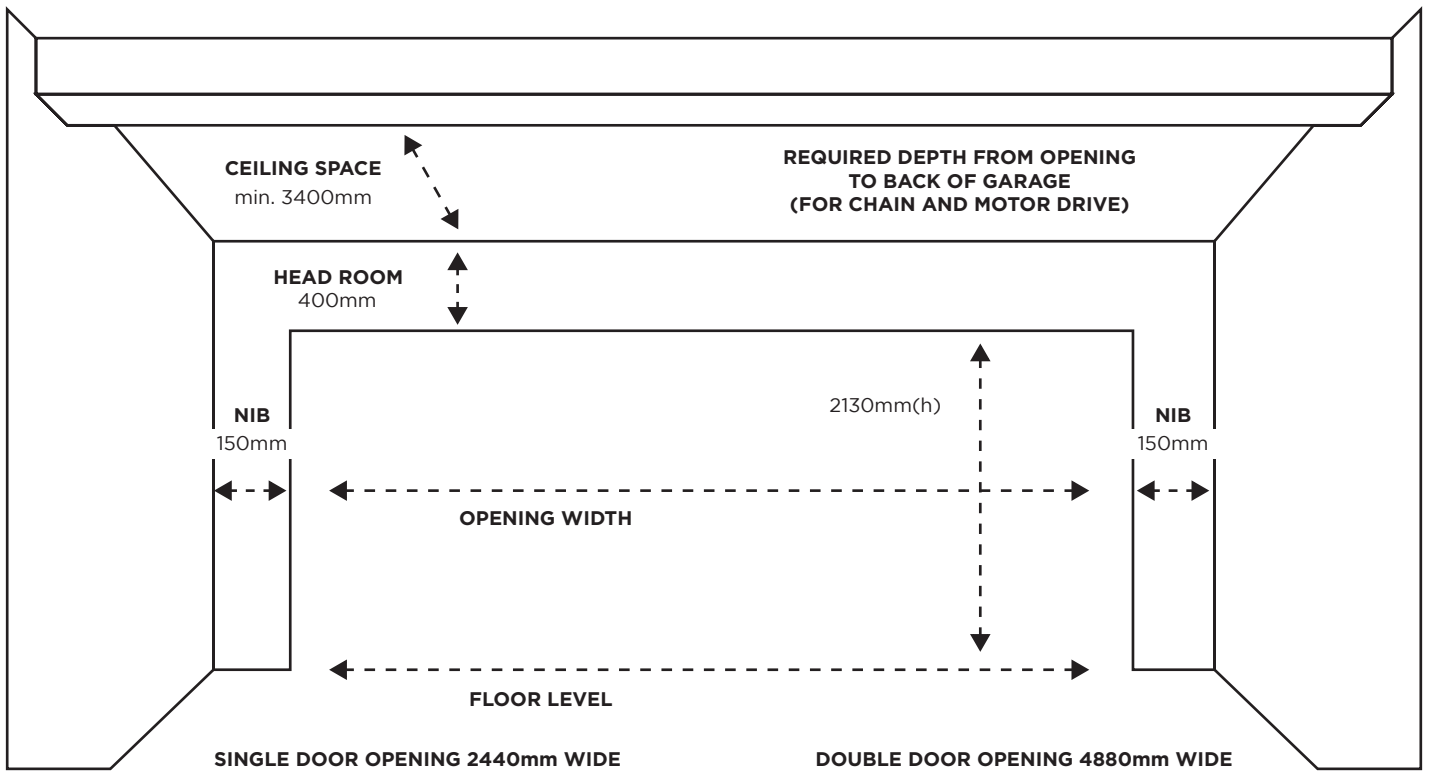 CEILING SPACE
min. 3400mm
REQUIRED DEPTH FROM OPENING
TO BACK OF GARAGE
(FOR CHAIN AND MOTOR DRIVE)
HEAD ROOM
400mm
2130mm(h)
NIB
150mm
NIB
150mm
OPENING WIDTH
FLOOR LEVEL
SINGLE DOOR OPENING 2440mm WIDE
DOUBLE DOOR OPENING 4880mm WIDE